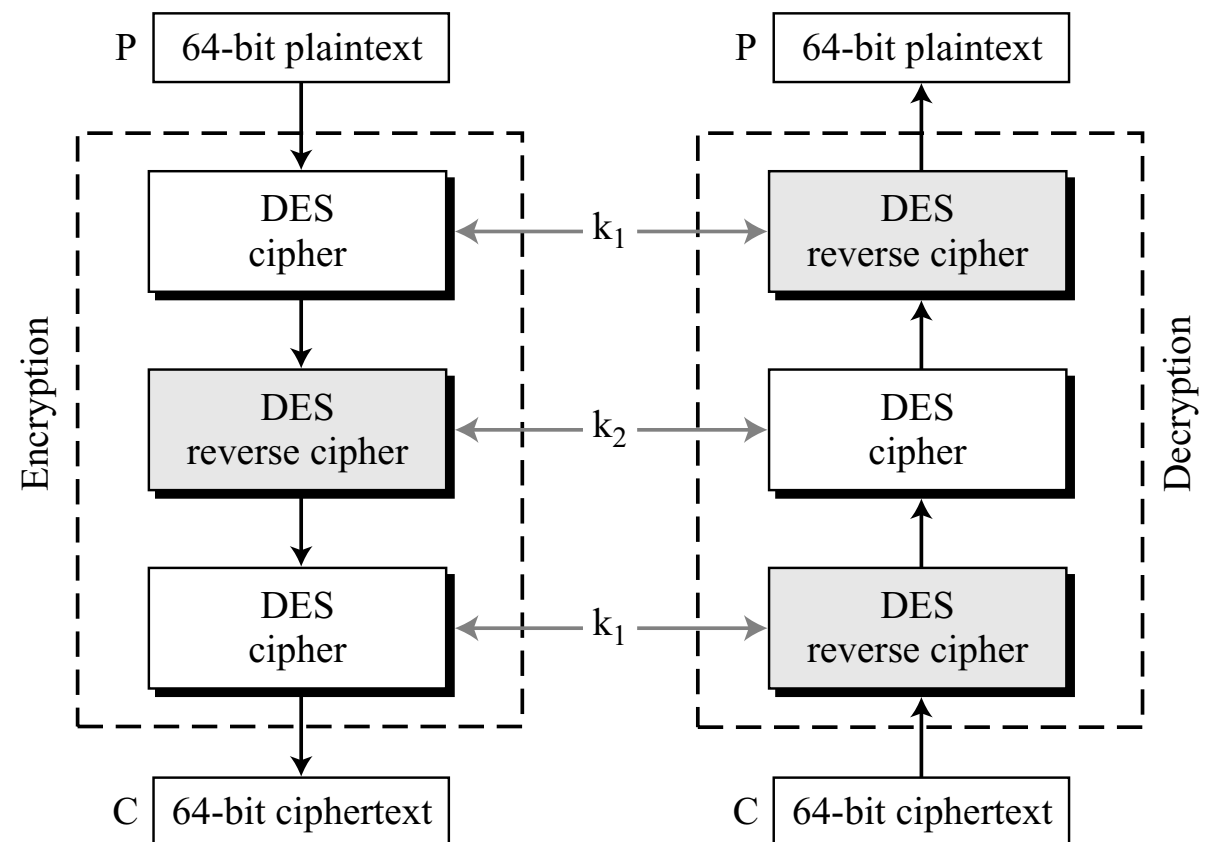 P 64-bit plaintext
Encryption
DES
cipher
DES
reverse cipher
DES
cipher
C 64-bit ciphertext
k1
k2
k1
P 64-bit plaintext
DES
reverse cipher
DES
cipher
DES
reverse cipher
Decryption
C 64-bit ciphertext